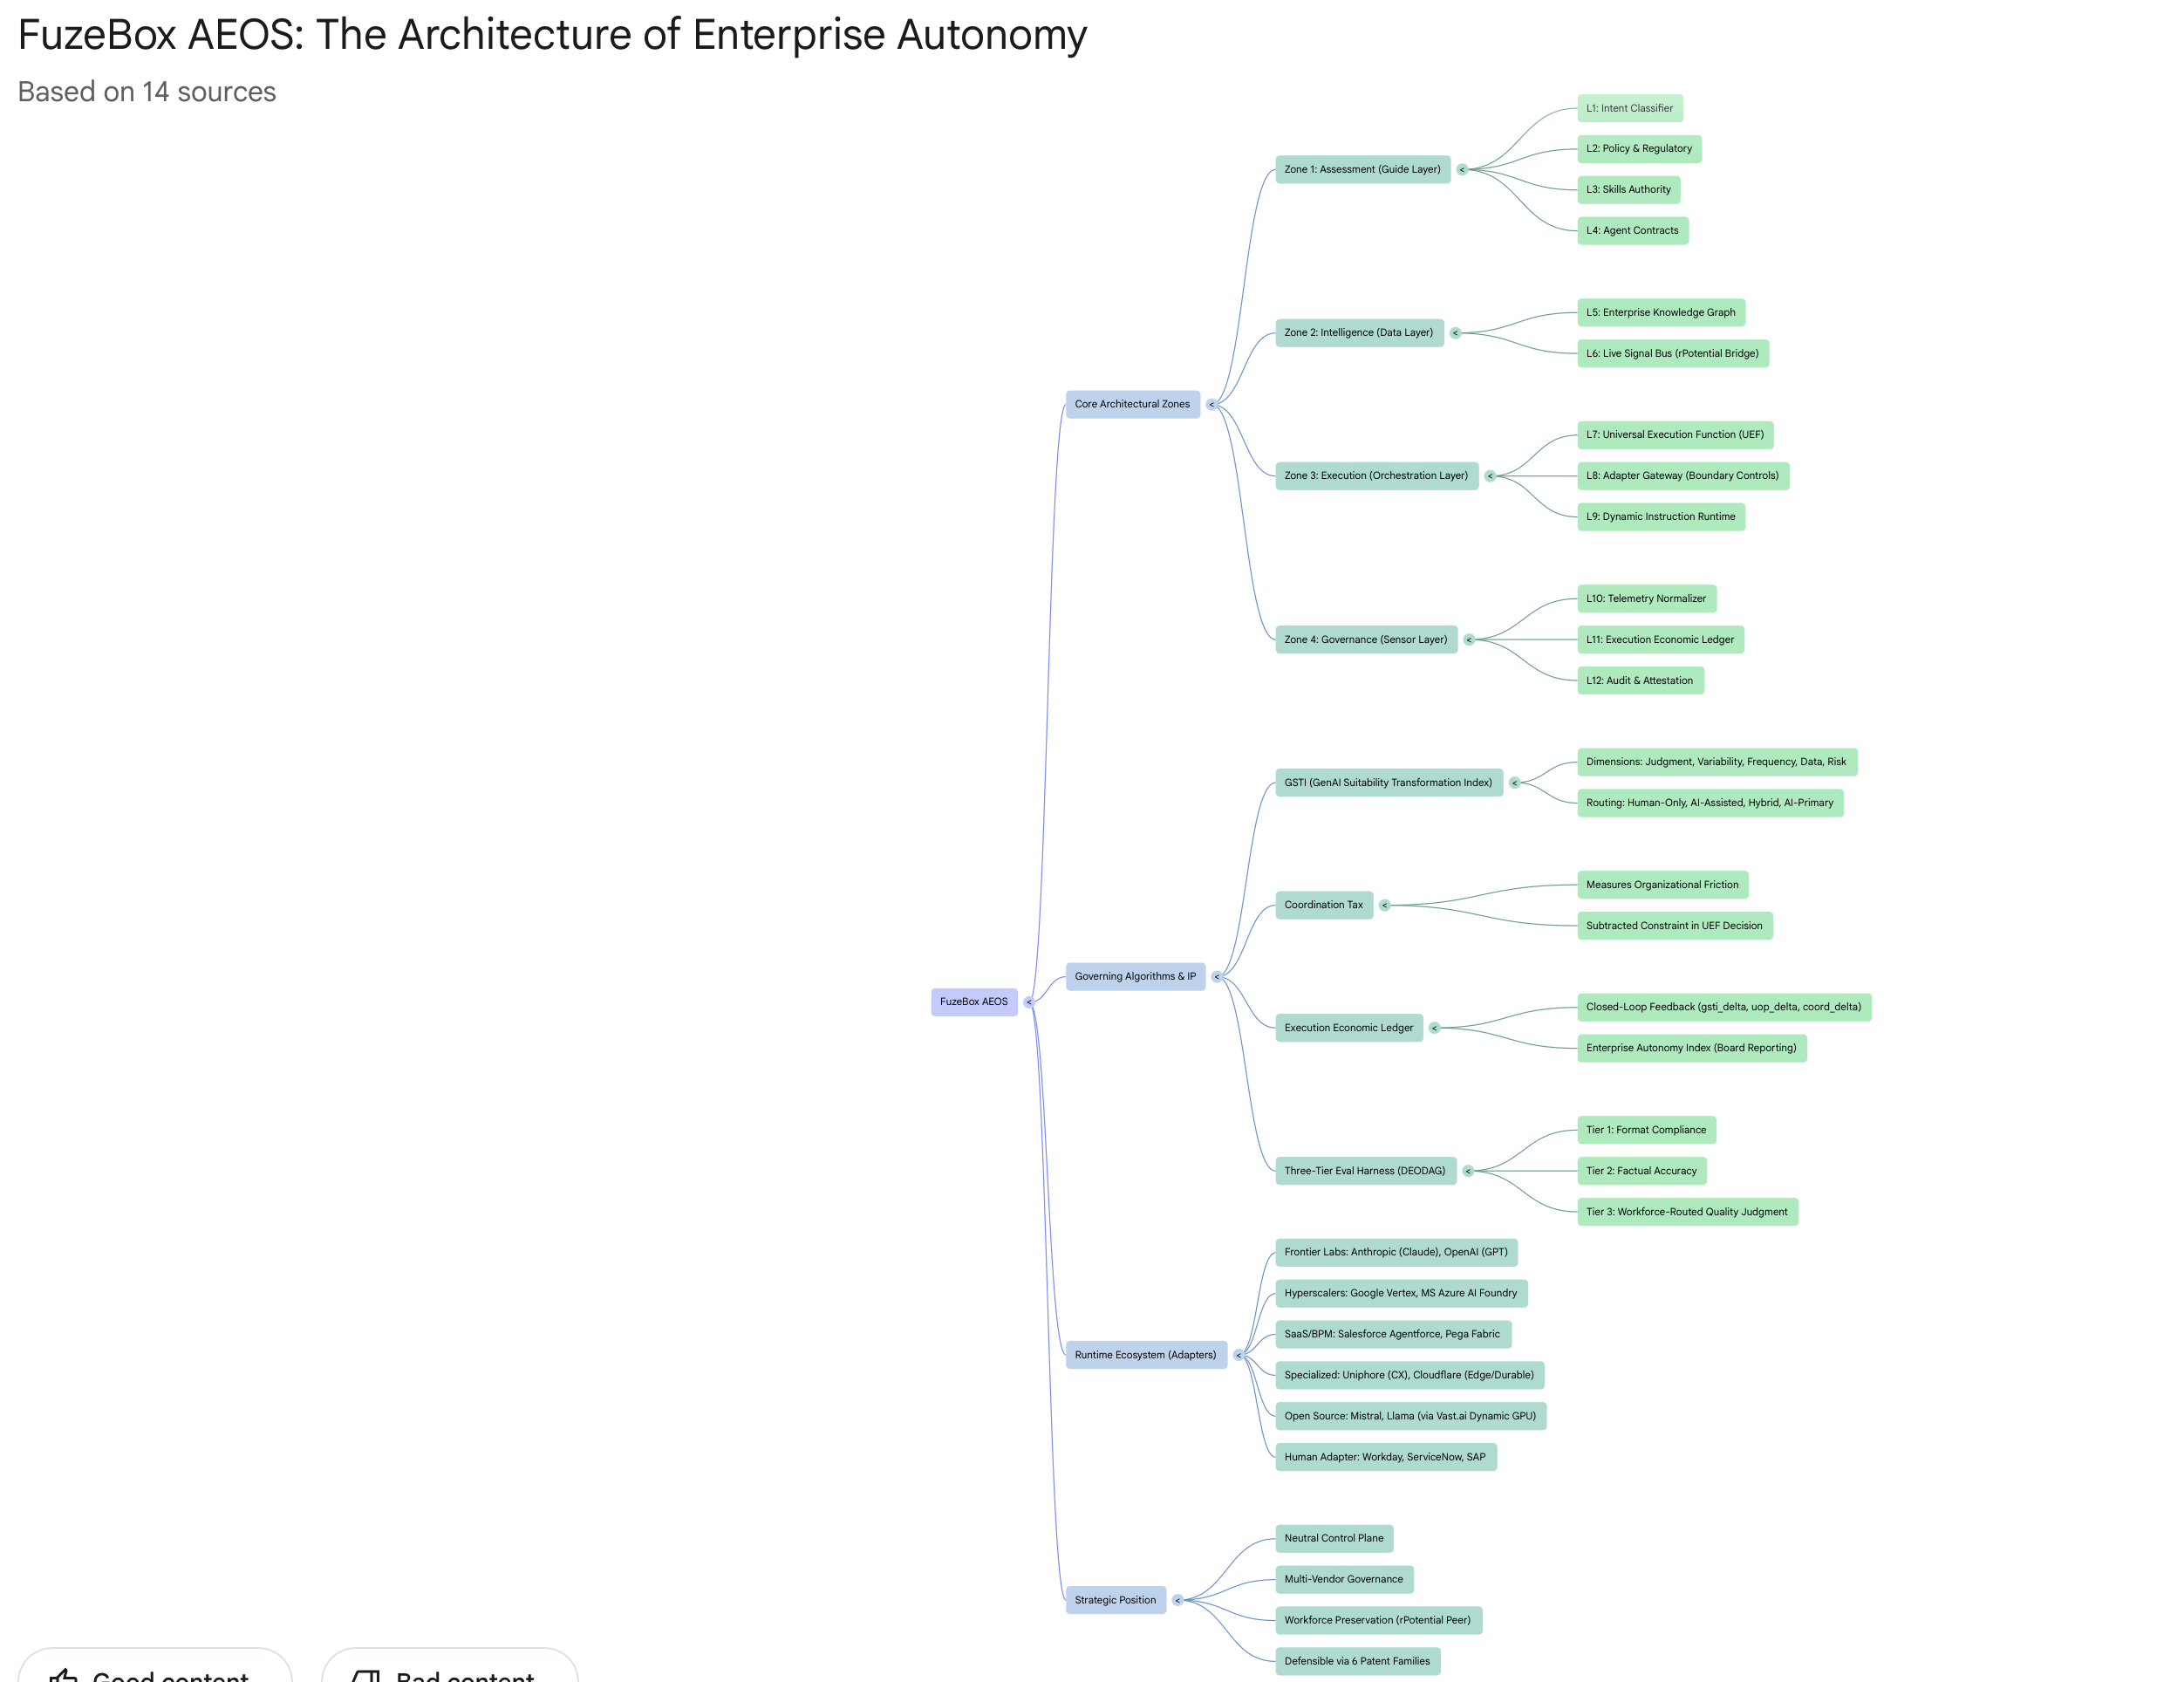 FuzeBox AEOS: The Architecture of Enterprise Autonomy
Based on 14 sources
FuzeBox AEOS
Core Architectural Zones
Zone 1: Assessment (Guide Layer)
L1: Intent Classifier
L2: Policy & Regulatory
L3: Skills Authority
L4: Agent Contracts
Zone 2: Intelligence (Data Layer)
L5: Enterprise Knowledge Graph
L6: Live Signal Bus (rPotential Bridge)
Zone 3: Execution (Orchestration Layer)
L7: Universal Execution Function (UEF)
L8: Adapter Gateway (Boundary Controls)
L9: Dynamic Instruction Runtime
Zone 4: Governance (Sensor Layer)
L10: Telemetry Normalizer
L11: Execution Economic Ledger
L12: Audit & Attestation
Governing Algorithms & IP
GSTI (GenAI Suitability Transformation Index)
Dimensions: Judgment, Variability, Frequency, Data, Risk
Routing: Human-Only, AI-Assisted, Hybrid, AI-Primary
Coordination Tax
Measures Organizational Friction
Subtracted Constraint in UEF Decision
Execution Economic Ledger
Closed-Loop Feedback (gsti_delta, uop_delta, coord_delta)
Enterprise Autonomy Index (Board Reporting)
Three-Tier Eval Harness (DEODAG)
Tier 1: Format Compliance
Tier 2: Factual Accuracy
Tier 3: Workforce-Routed Quality Judgment
Runtime Ecosystem (Adapters)
Frontier Labs: Anthropic (Claude), OpenAI (GPT)
Hyperscalers: Google Vertex, MS Azure AI Foundry
SaaS/BPM: Salesforce Agentforce, Pega Fabric
Specialized: Uniphore (CX), Cloudflare (Edge/Durable)
Open Source: Mistral, Llama (via Vast.ai Dynamic GPU)
Human Adapter: Workday, ServiceNow, SAP
Strategic Position
Neutral Control Plane
Multi-Vendor Governance
Workforce Preservation (rPotential Peer)
Defensible via 6 Patent Families
Good content
Bad content